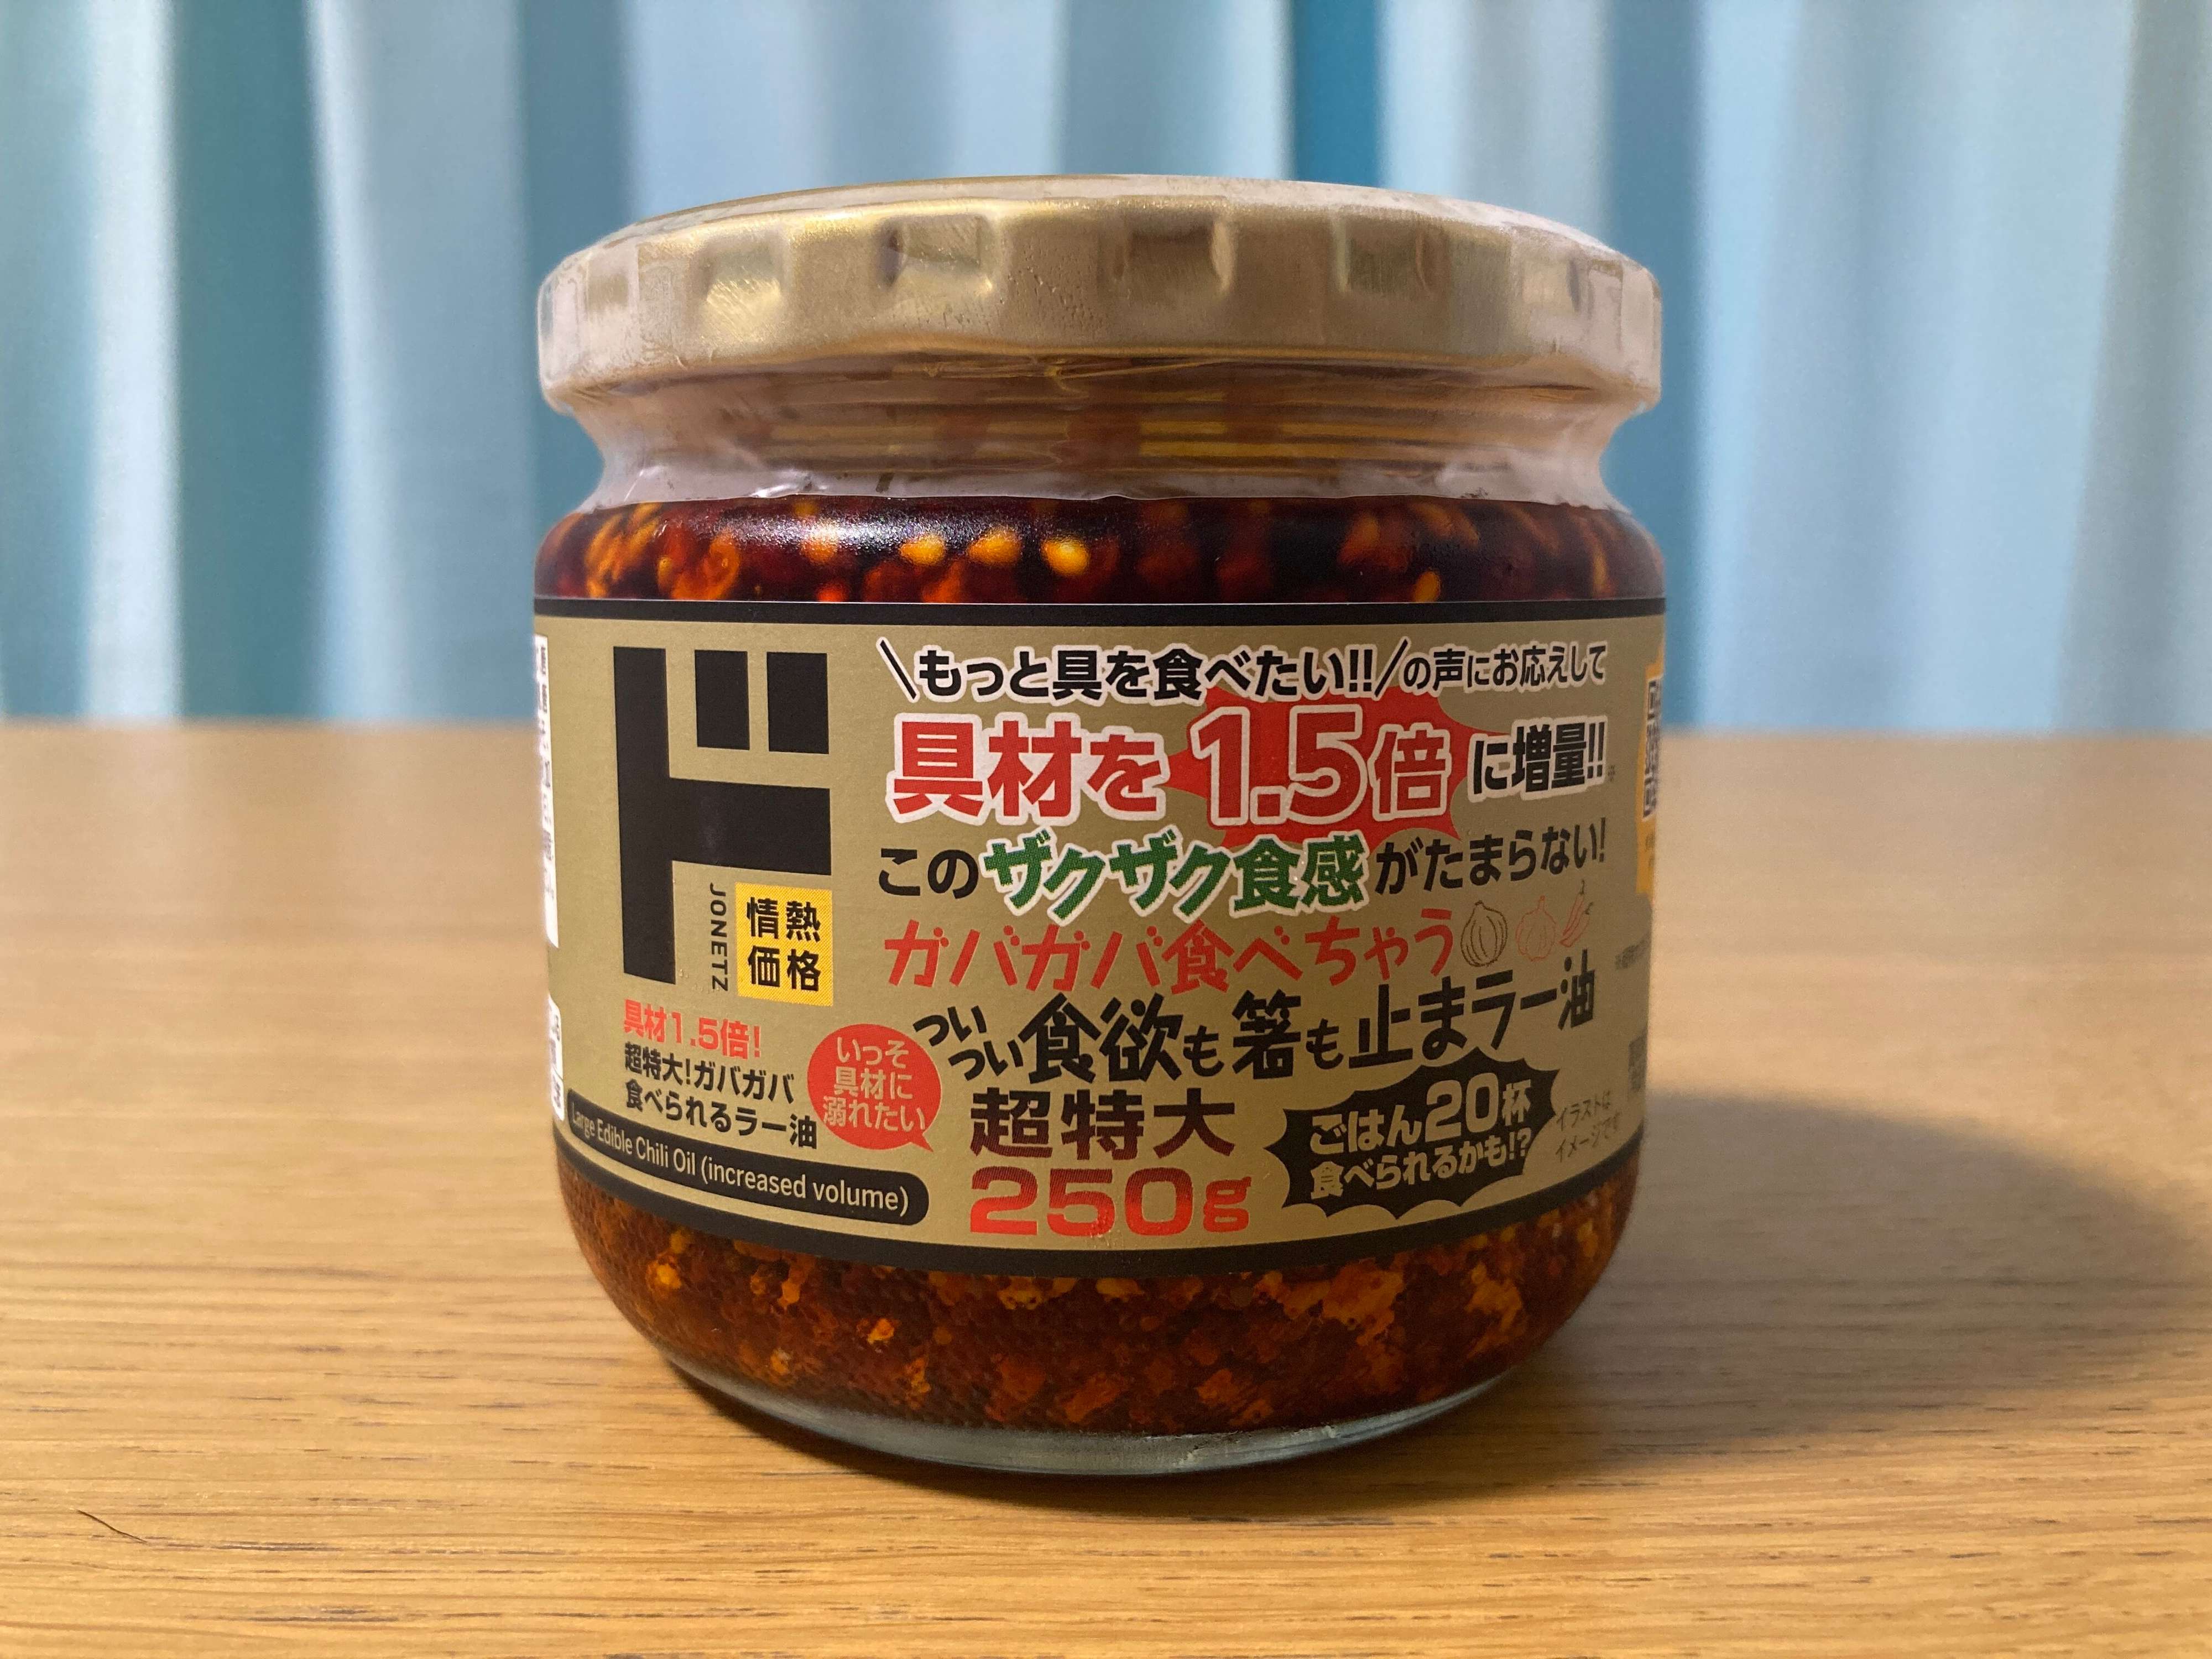 \もっと具を食べたい!!/の声にお応えして
具材を1.5倍に増量!!※
このザクザク食感がたまらない!
ガバガバ食べちゃう
ついつい食欲も箸も止まラー油
超特大
250g
ごはん20杯
食べられるかも!?
イラストは
イメージです
いっそ
具材に
溺れたい
ド
JONETZ
情熱
価格
具材1.5倍!
超特大!ガバガバ
食べられるラー油
Large Edible Chili Oil (increased volume)